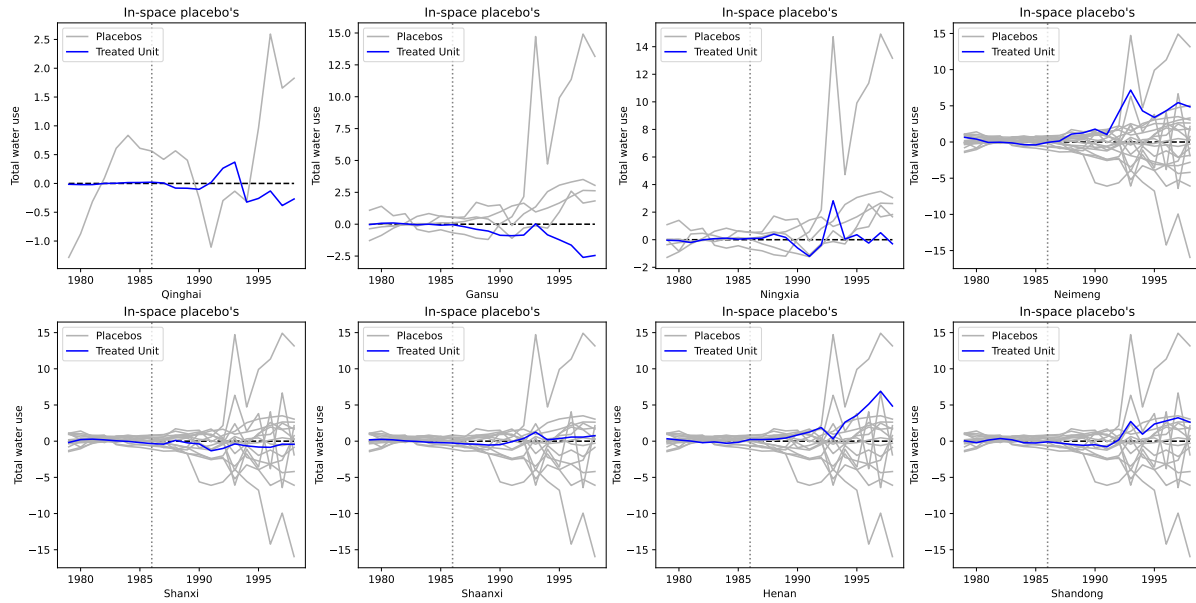 In-space placebo's
Placebos
Treated Unit
Total water use
2.5
2.0
1.5
1.0
0.5
0.0
−0.5
−1.0
1980
1985
1990
1995
Qinghai
In-space placebo's
Placebos
Treated Unit
Total water use
15.0
12.5
10.0
7.5
5.0
2.5
0.0
−2.5
1980
1985
1990
1995
Gansu
In-space placebo's
Placebos
Treated Unit
Total water use
14
12
10
8
6
4
2
0
−2
1980
1985
1990
1995
Ningxia
In-space placebo's
Placebos
Treated Unit
Total water use
15
10
5
0
−5
−10
−15
1980
1985
1990
1995
Neimeng
In-space placebo's
Placebos
Treated Unit
Total water use
15
10
5
0
−5
−10
−15
1980
1985
1990
1995
Shanxi
In-space placebo's
Placebos
Treated Unit
Total water use
15
10
5
0
−5
−10
−15
1980
1985
1990
1995
Shaanxi
In-space placebo's
Placebos
Treated Unit
Total water use
15
10
5
0
−5
−10
−15
1980
1985
1990
1995
Henan
In-space placebo's
Placebos
Treated Unit
Total water use
15
10
5
0
−5
−10
−15
1980
1985
1990
1995
Shandong